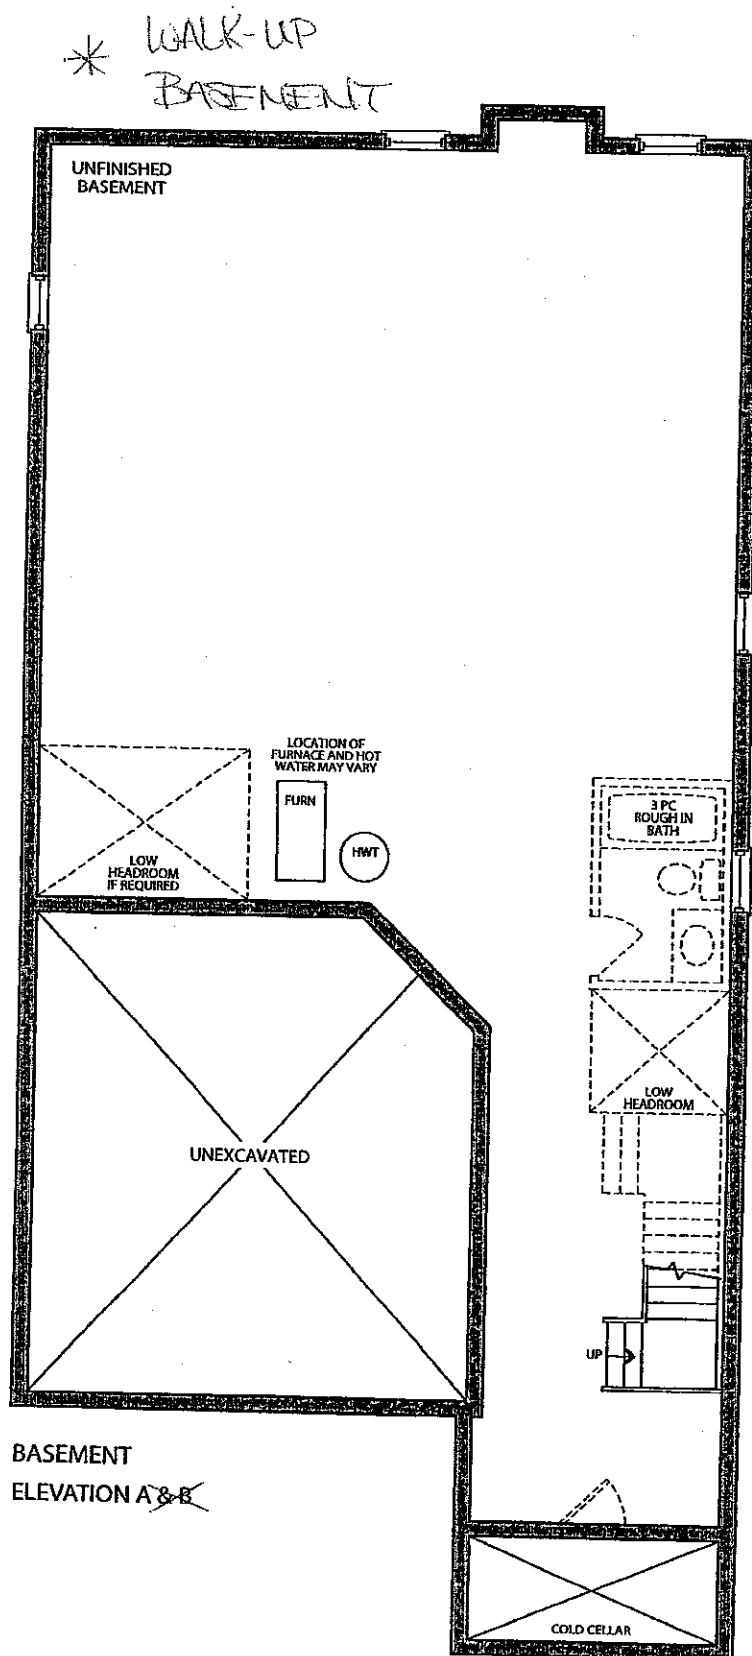 * WALK-UP
BASEMENT
UNFINISHED
BASEMENT
LOCATION OF
FURNACE AND HOT
WATER MAY VARY
FURN
HWT
LOW
HEADROOM
IF REQUIRED
3 PC
ROUGH IN
BATH
LOW
HEADROOM
UNEXCAVATED
UP
BASEMENT
ELEVATION A & B
COLD CELLAR